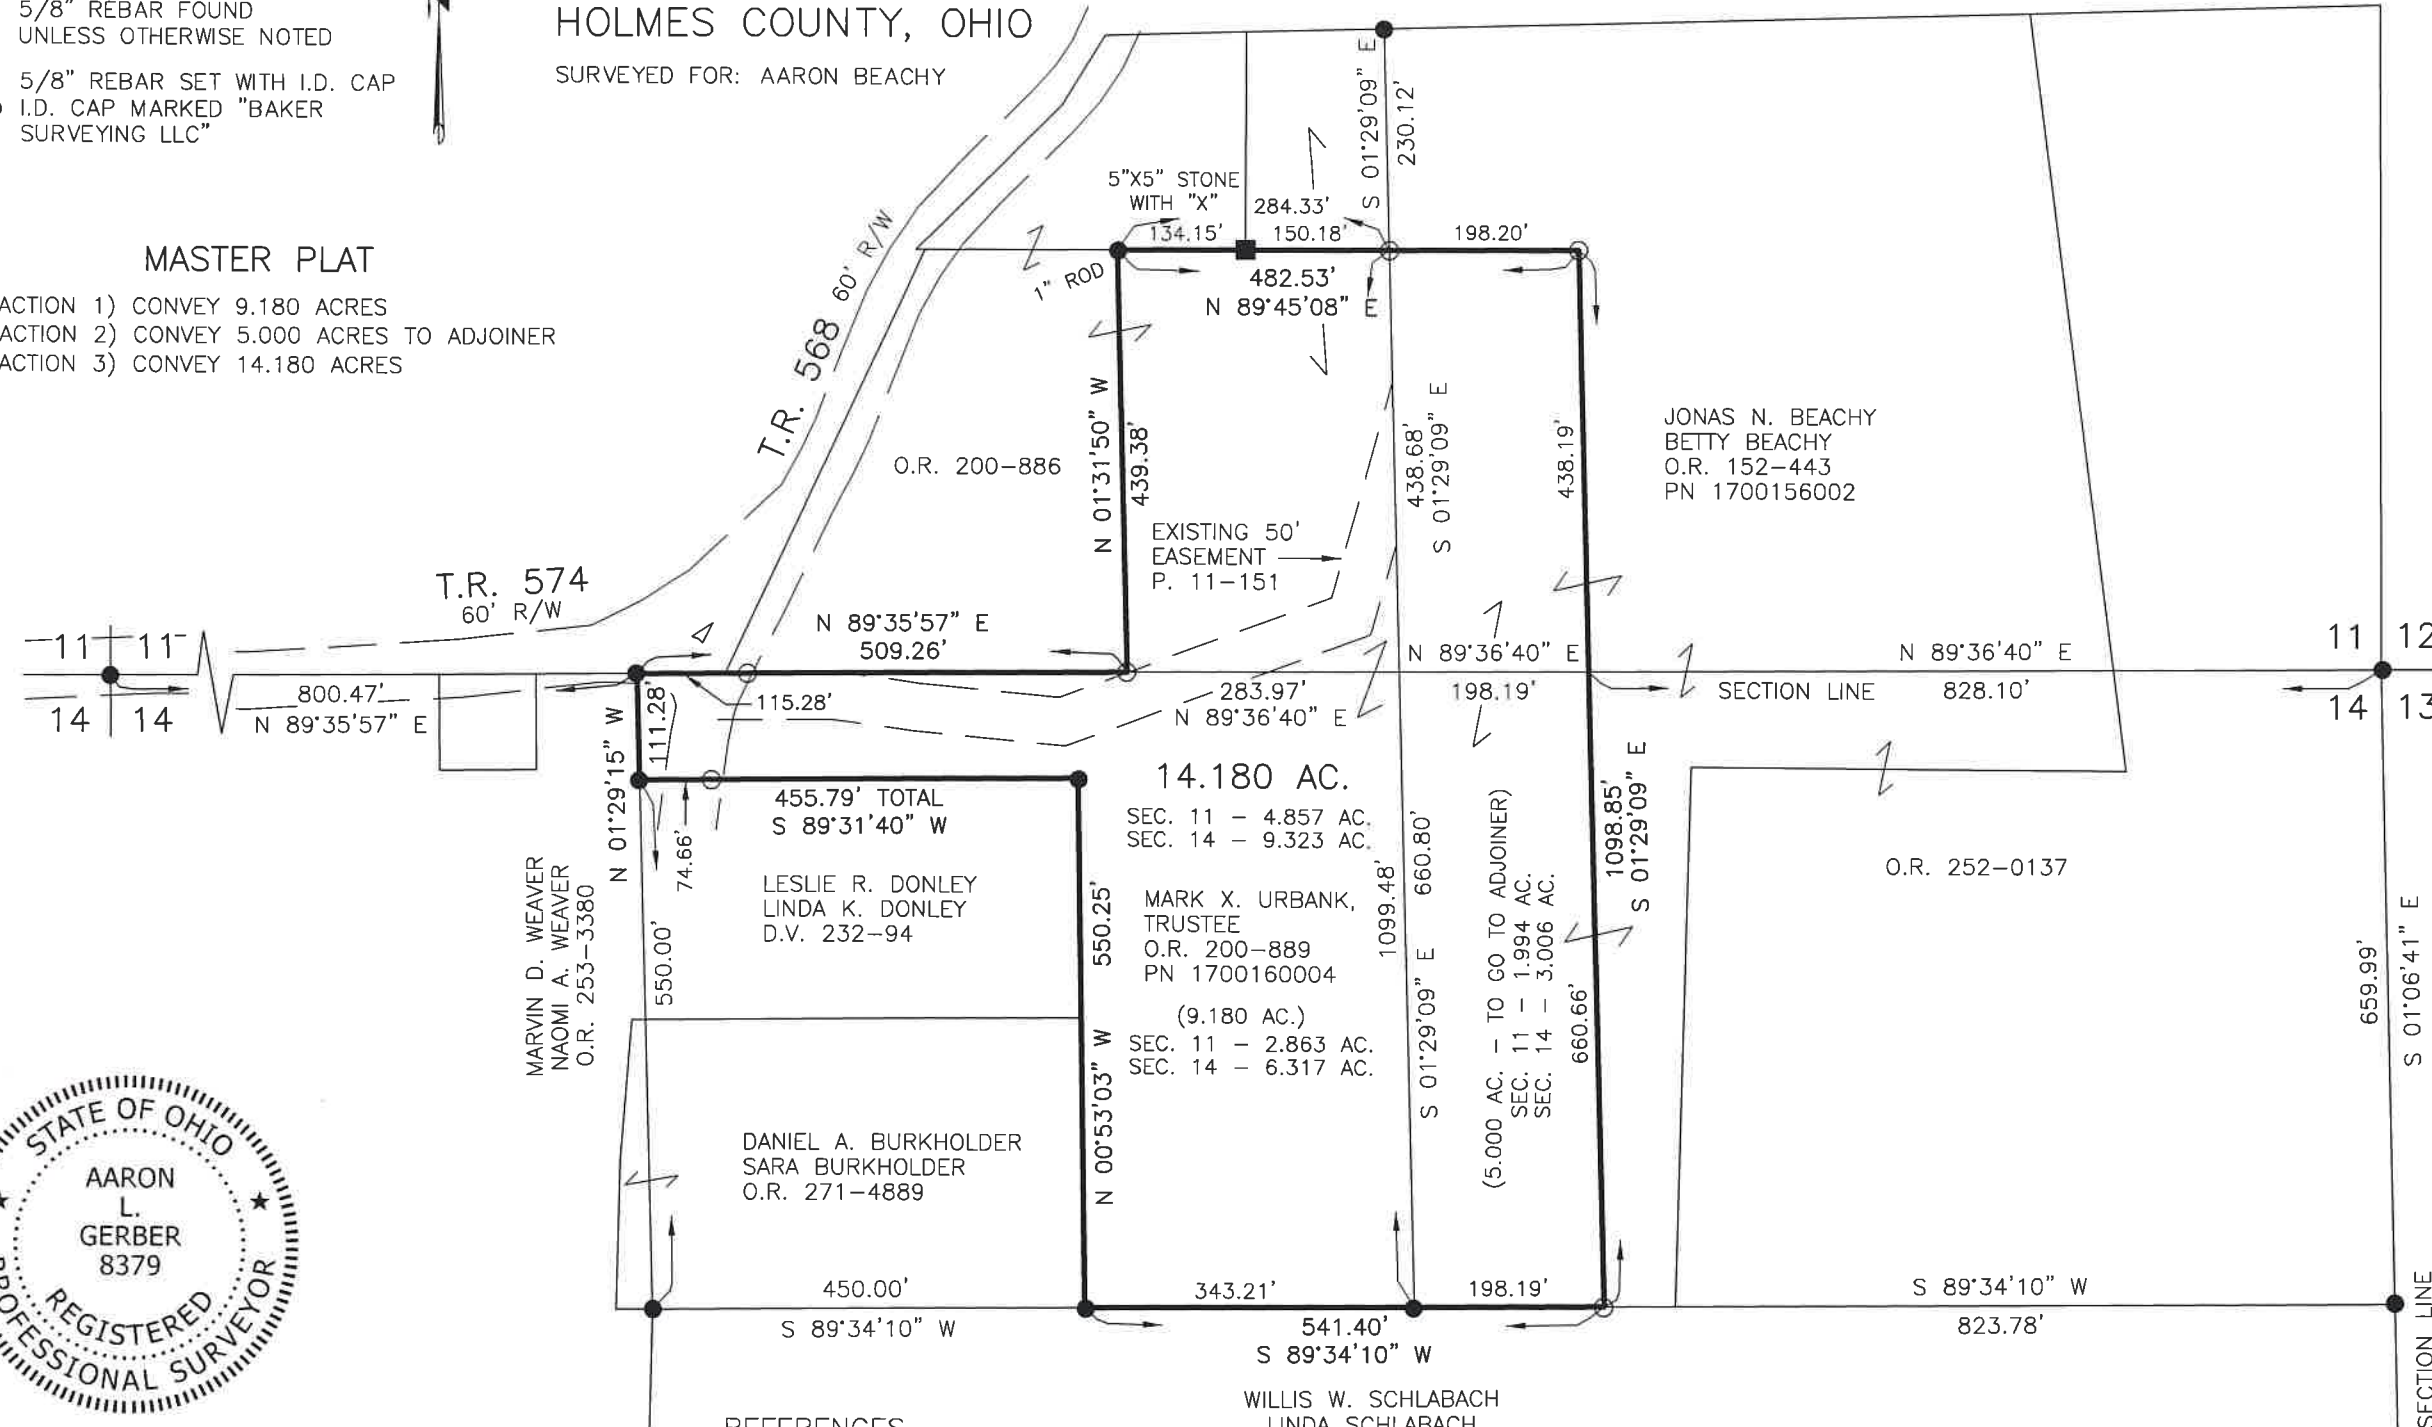 5/8" REBAR FOUND
UNLESS OTHERWISE NOTED
5/8" REBAR SET WITH I.D. CAP
I.D. CAP MARKED "BAKER
SURVEYING LLC"
HOLMES COUNTY, OHIO
SURVEYED FOR: AARON BEACHY
MASTER PLAT
ACTION 1) CONVEY 9.180 ACRES
ACTION 2) CONVEY 5.000 ACRES TO ADJOINER
ACTION 3) CONVEY 14.180 ACRES
T.R. 568 60' R/W
T.R. 574
60' R/W
5"X5" STONE
WITH "X"
284.33'
134.15'
150.18'
198.20'
S 01°29'09" E
230.12'
1" ROD
482.53'
N 89°45'08" E
N 01°31'50" W
439.38'
O.R. 200-886
438.68'
S 01°29'09" E
438.19'
JONAS N. BEACHY
BETTY BEACHY
O.R. 152-443
PN 1700156002
EXISTING 50'
EASEMENT
P. 11-151
N 89°35'57" E
509.26'
N 89°36'40" E
N 89°36'40" E
11 11
14 14
11 12
14 13
800.47'
N 89°35'57" E
115.28'
283.97'
N 89°36'40" E
198.19'
SECTION LINE
828.10'
N 01°29'15" W
111.28'
455.79' TOTAL
S 89°31'40" W
74.66'
14.180 AC.
SEC. 11 - 4.857 AC.
SEC. 14 - 9.323 AC.
MARK X. URBANK,
TRUSTEE
O.R. 200-889
PN 1700160004
(9.180 AC.)
SEC. 11 - 2.863 AC.
SEC. 14 - 6.317 AC.
MARVIN D. WEAVER
NAOMI A. WEAVER
O.R. 253-3380
550.00'
LESLIE R. DONLEY
LINDA K. DONLEY
D.V. 232-94
N 00°53'03" W 550.25'
1099.48'
S 01°29'09" E 660.80'
(5.000 AC. - TO GO TO ADJOINER)
SEC. 11 - 1.994 AC.
SEC. 14 - 3.006 AC.
660.66'
1098.85'
S 01°29'09" E
O.R. 252-0137
659.99'
S 01°06'41" E
SECTION LINE
DANIEL A. BURKHOLDER
SARA BURKHOLDER
O.R. 271-4889
STATE OF OHIO
AARON
L.
GERBER
8379
REGISTERED
PROFESSIONAL SURVEYOR
450.00'
S 89°34'10" W
343.21'
198.19'
541.40'
S 89°34'10" W
S 89°34'10" W
823.78'
WILLIS W. SCHLABACH
LINDA SCHLABACH
REFERENCES